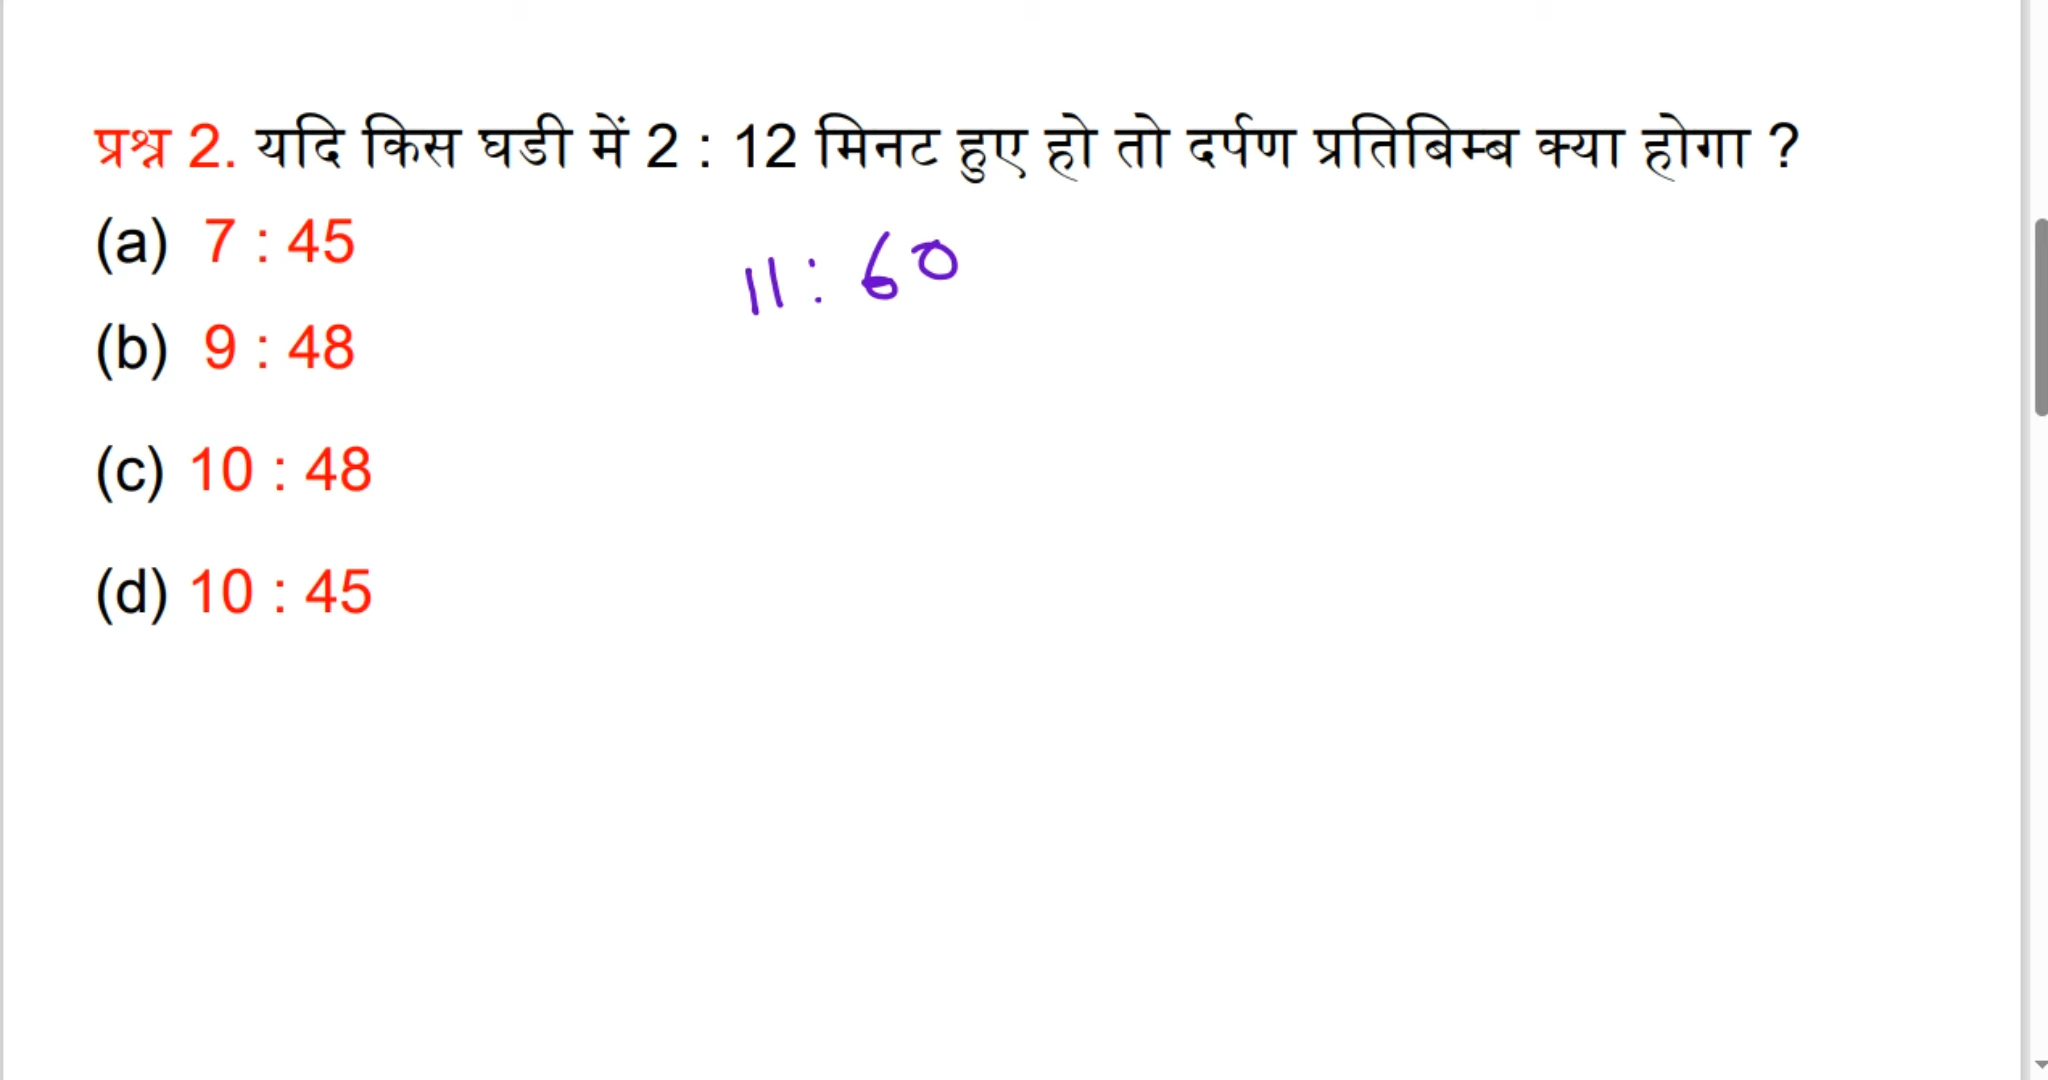 प्रश्न 2. यदि किस घडी में 2 : 12 मिनट हुए हो तो दर्पण प्रतिबिम्ब क्या होगा ?
(a) 7 : 45
11: 60
(b) 9 : 48
(c) 10 : 48
(d) 10 : 45